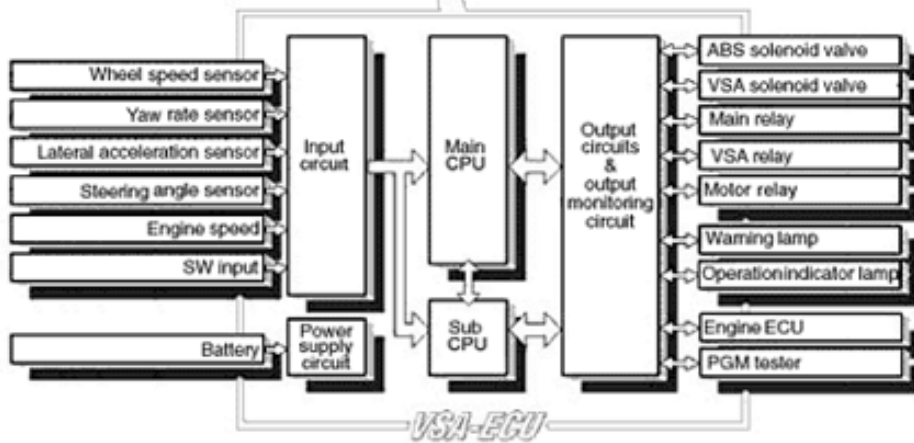 Wheel speed sensor
Yaw rate sensor
Lateral acceleration sensor
Steering angle sensor
Engine speed
SW input
Battery
Input
circuit
Power
supply
circuit
Main
CPU
Sub
CPU
Output
circuits
&
output
monitoring
circuit
ABS solenoid valve
VSA solenoid valve
Main relay
VSA relay
Motor relay
Warning lamp
Operationindicator lamp
Engine ECU
PGM tester
VSA-ECU